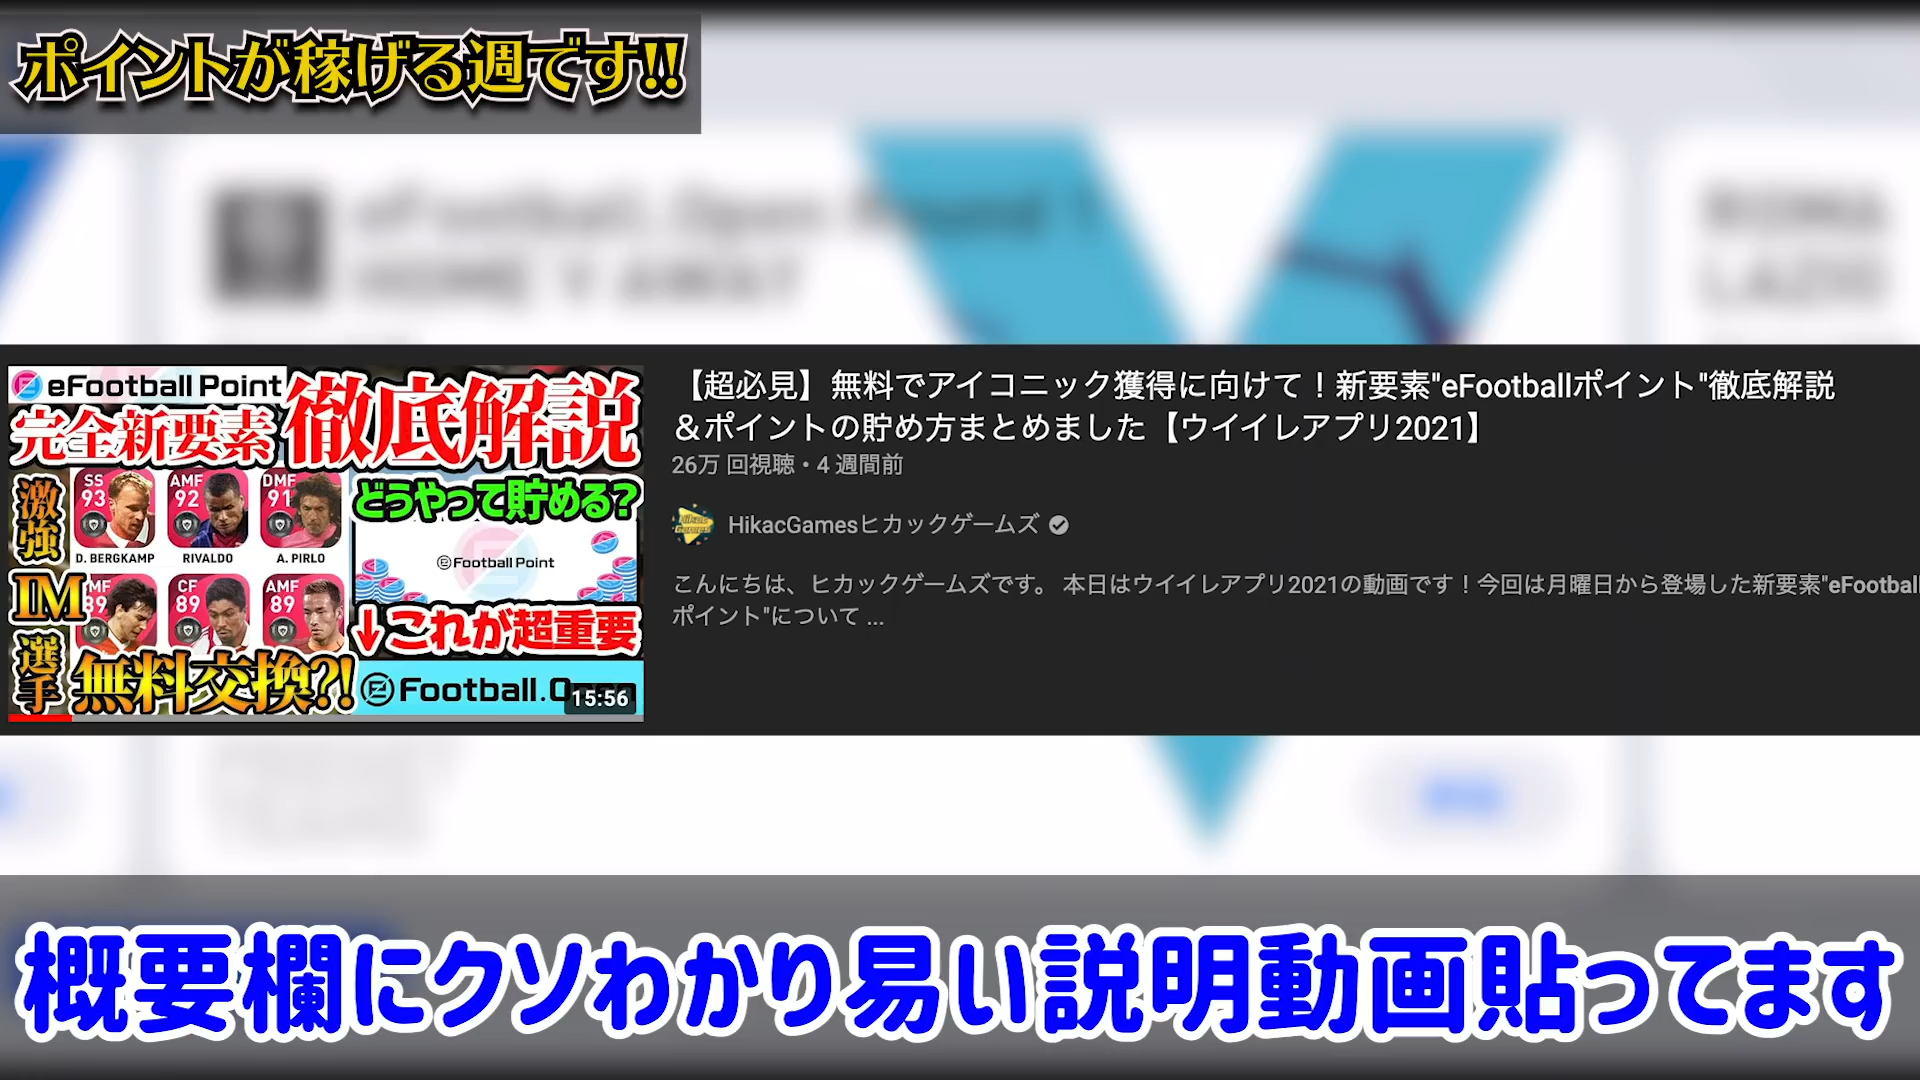 ポイントが稼げる週です!!
eFootball Open Round 1
HOME Y AWAY
ROMA
LAZIO
eFootball Point
完全新要素
徹底解説
激強
IM
選手
SS
93
D. BERGKAMP
AMF
92
RIVALDO
DMF
91
A. PIRLO
MF
89
CF
89
AMF
89
無料交換?!
どうやって貯める?
eFootball Point
↓これが超重要
eFootball.Open
15:56
【超必見】無料でアイコニック獲得に向けて！新要素"eFootballポイント"徹底解説
＆ポイントの貯め方まとめました【ウイイレアプリ2021】
26万 回視聴・4 週間前
HikacGamesヒカックゲームズ
こんにちは、ヒカックゲームズです。 本日はウイイレアプリ2021の動画です！今回は月曜日から登場した新要素"eFootball
ポイント"について ...
概要欄にクソわかり易い説明動画貼ってます